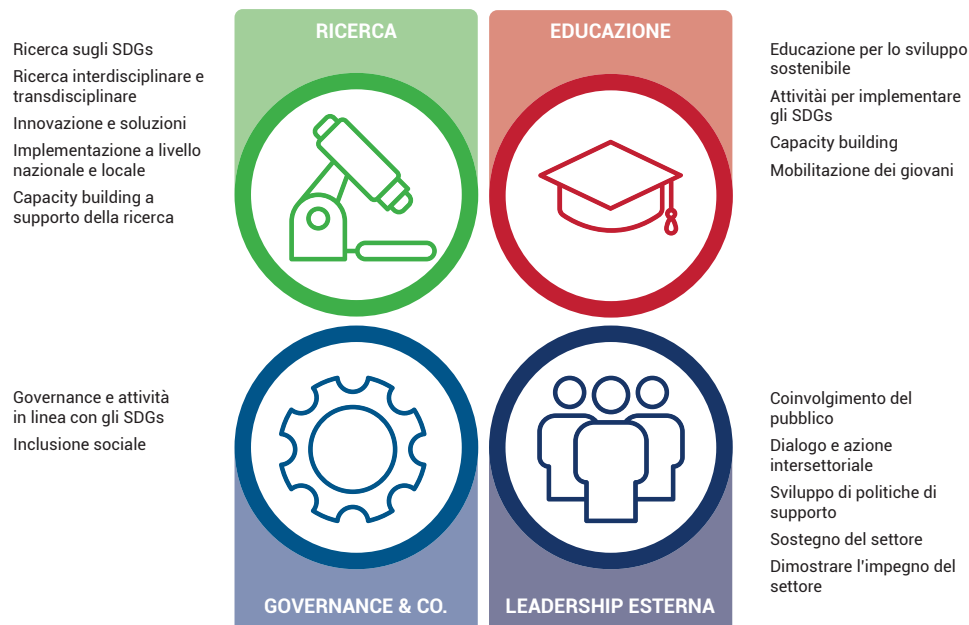 RICERCA
Ricerca sugli SDGs
Ricerca interdisciplinare e
transdisciplinare
Innovazione e soluzioni
Implementazione a livello
nazionale e locale
Capacity building a
supporto della ricerca
EDUCAZIONE
Educazione per lo sviluppo
sostenibile
Attivitài per implementare
gli SDGs
Capacity building
Mobilitazione dei giovani
Governance e attività
in linea con gli SDGs
Inclusione sociale
GOVERNANCE & CO.
Coinvolgimento del
pubblico
Dialogo e azione
intersettoriale
Sviluppo di politiche di
supporto
Sostegno del settore
Dimostrare l'impegno del
settore
LEADERSHIP ESTERNA